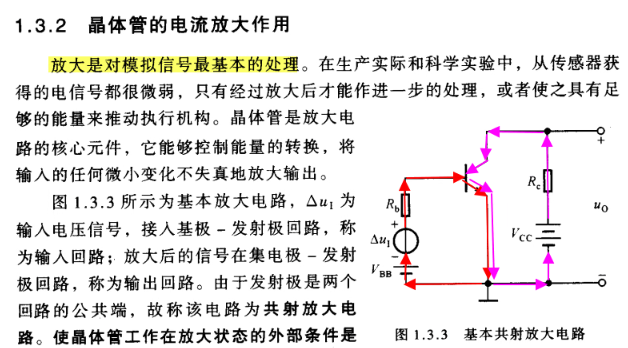 1.3.2 晶体管的电流放大作用
放大是对模拟信号最基本的处理。在生产实际和科学实验中，从传感器获
得的电信号都很微弱，只有经过放大后才能作进一步的处理，或者使之具有足
够的能量来推动执行机构。晶体管是放大电
路的核心元件，它能够控制能量的转换，将
输入的任何微小变化不失真地放大输出。
图 1.3.3 所示为基本放大电路，Δu_I 为
输入电压信号，接入基极－发射极回路，称
为输入回路；放大后的信号在集电极－发射
极回路，称为输出回路。由于发射极是两个
回路的公共端，故称该电路为共射放大电
路。使晶体管工作在放大状态的外部条件是
R_b
+
Δu_I
−
V_BB
R_c
V_CC
+
u_O
−
图 1.3.3 基本共射放大电路